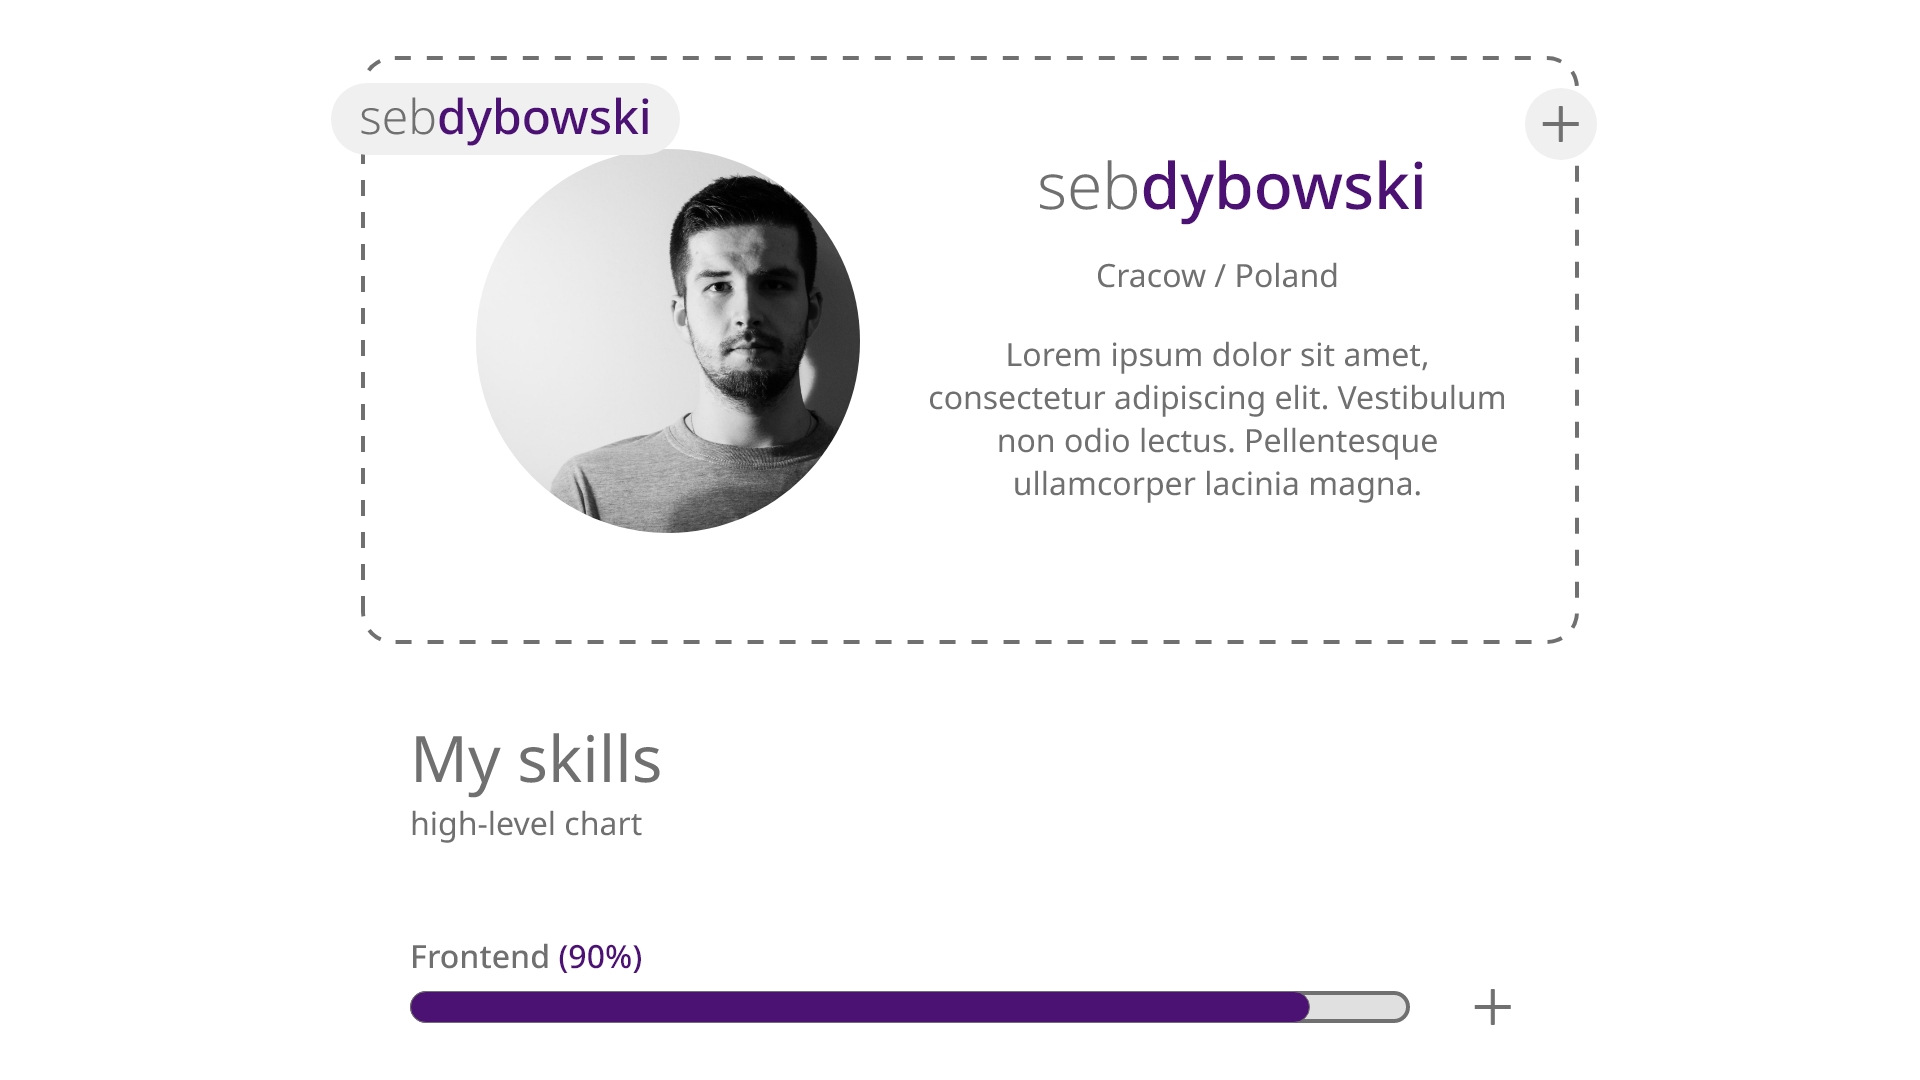 sebdybowski
sebdybowski
Cracow / Poland
Lorem ipsum dolor sit amet,
consectetur adipiscing elit. Vestibulum
non odio lectus. Pellentesque
ullamcorper lacinia magna.
My skills
high-level chart
Frontend (90%)